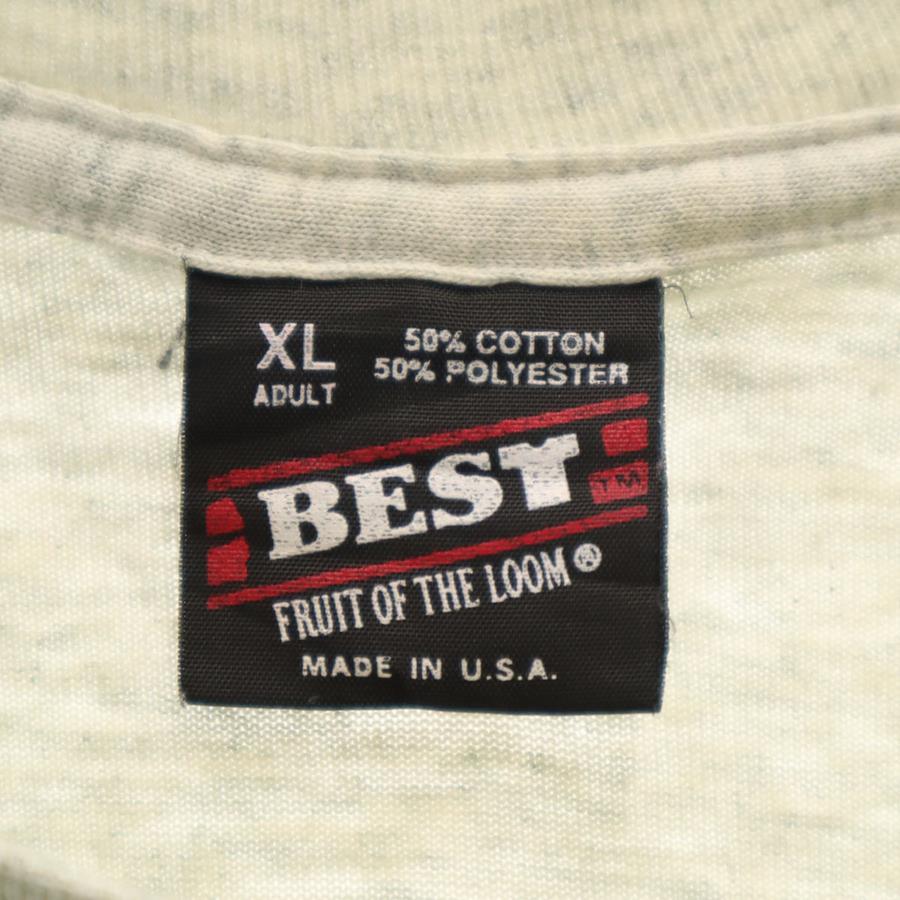 XL
ADULT
50% COTTON
50% POLYESTER
BEST
TM
FRUIT OF THE LOOM®
MADE IN U.S.A.